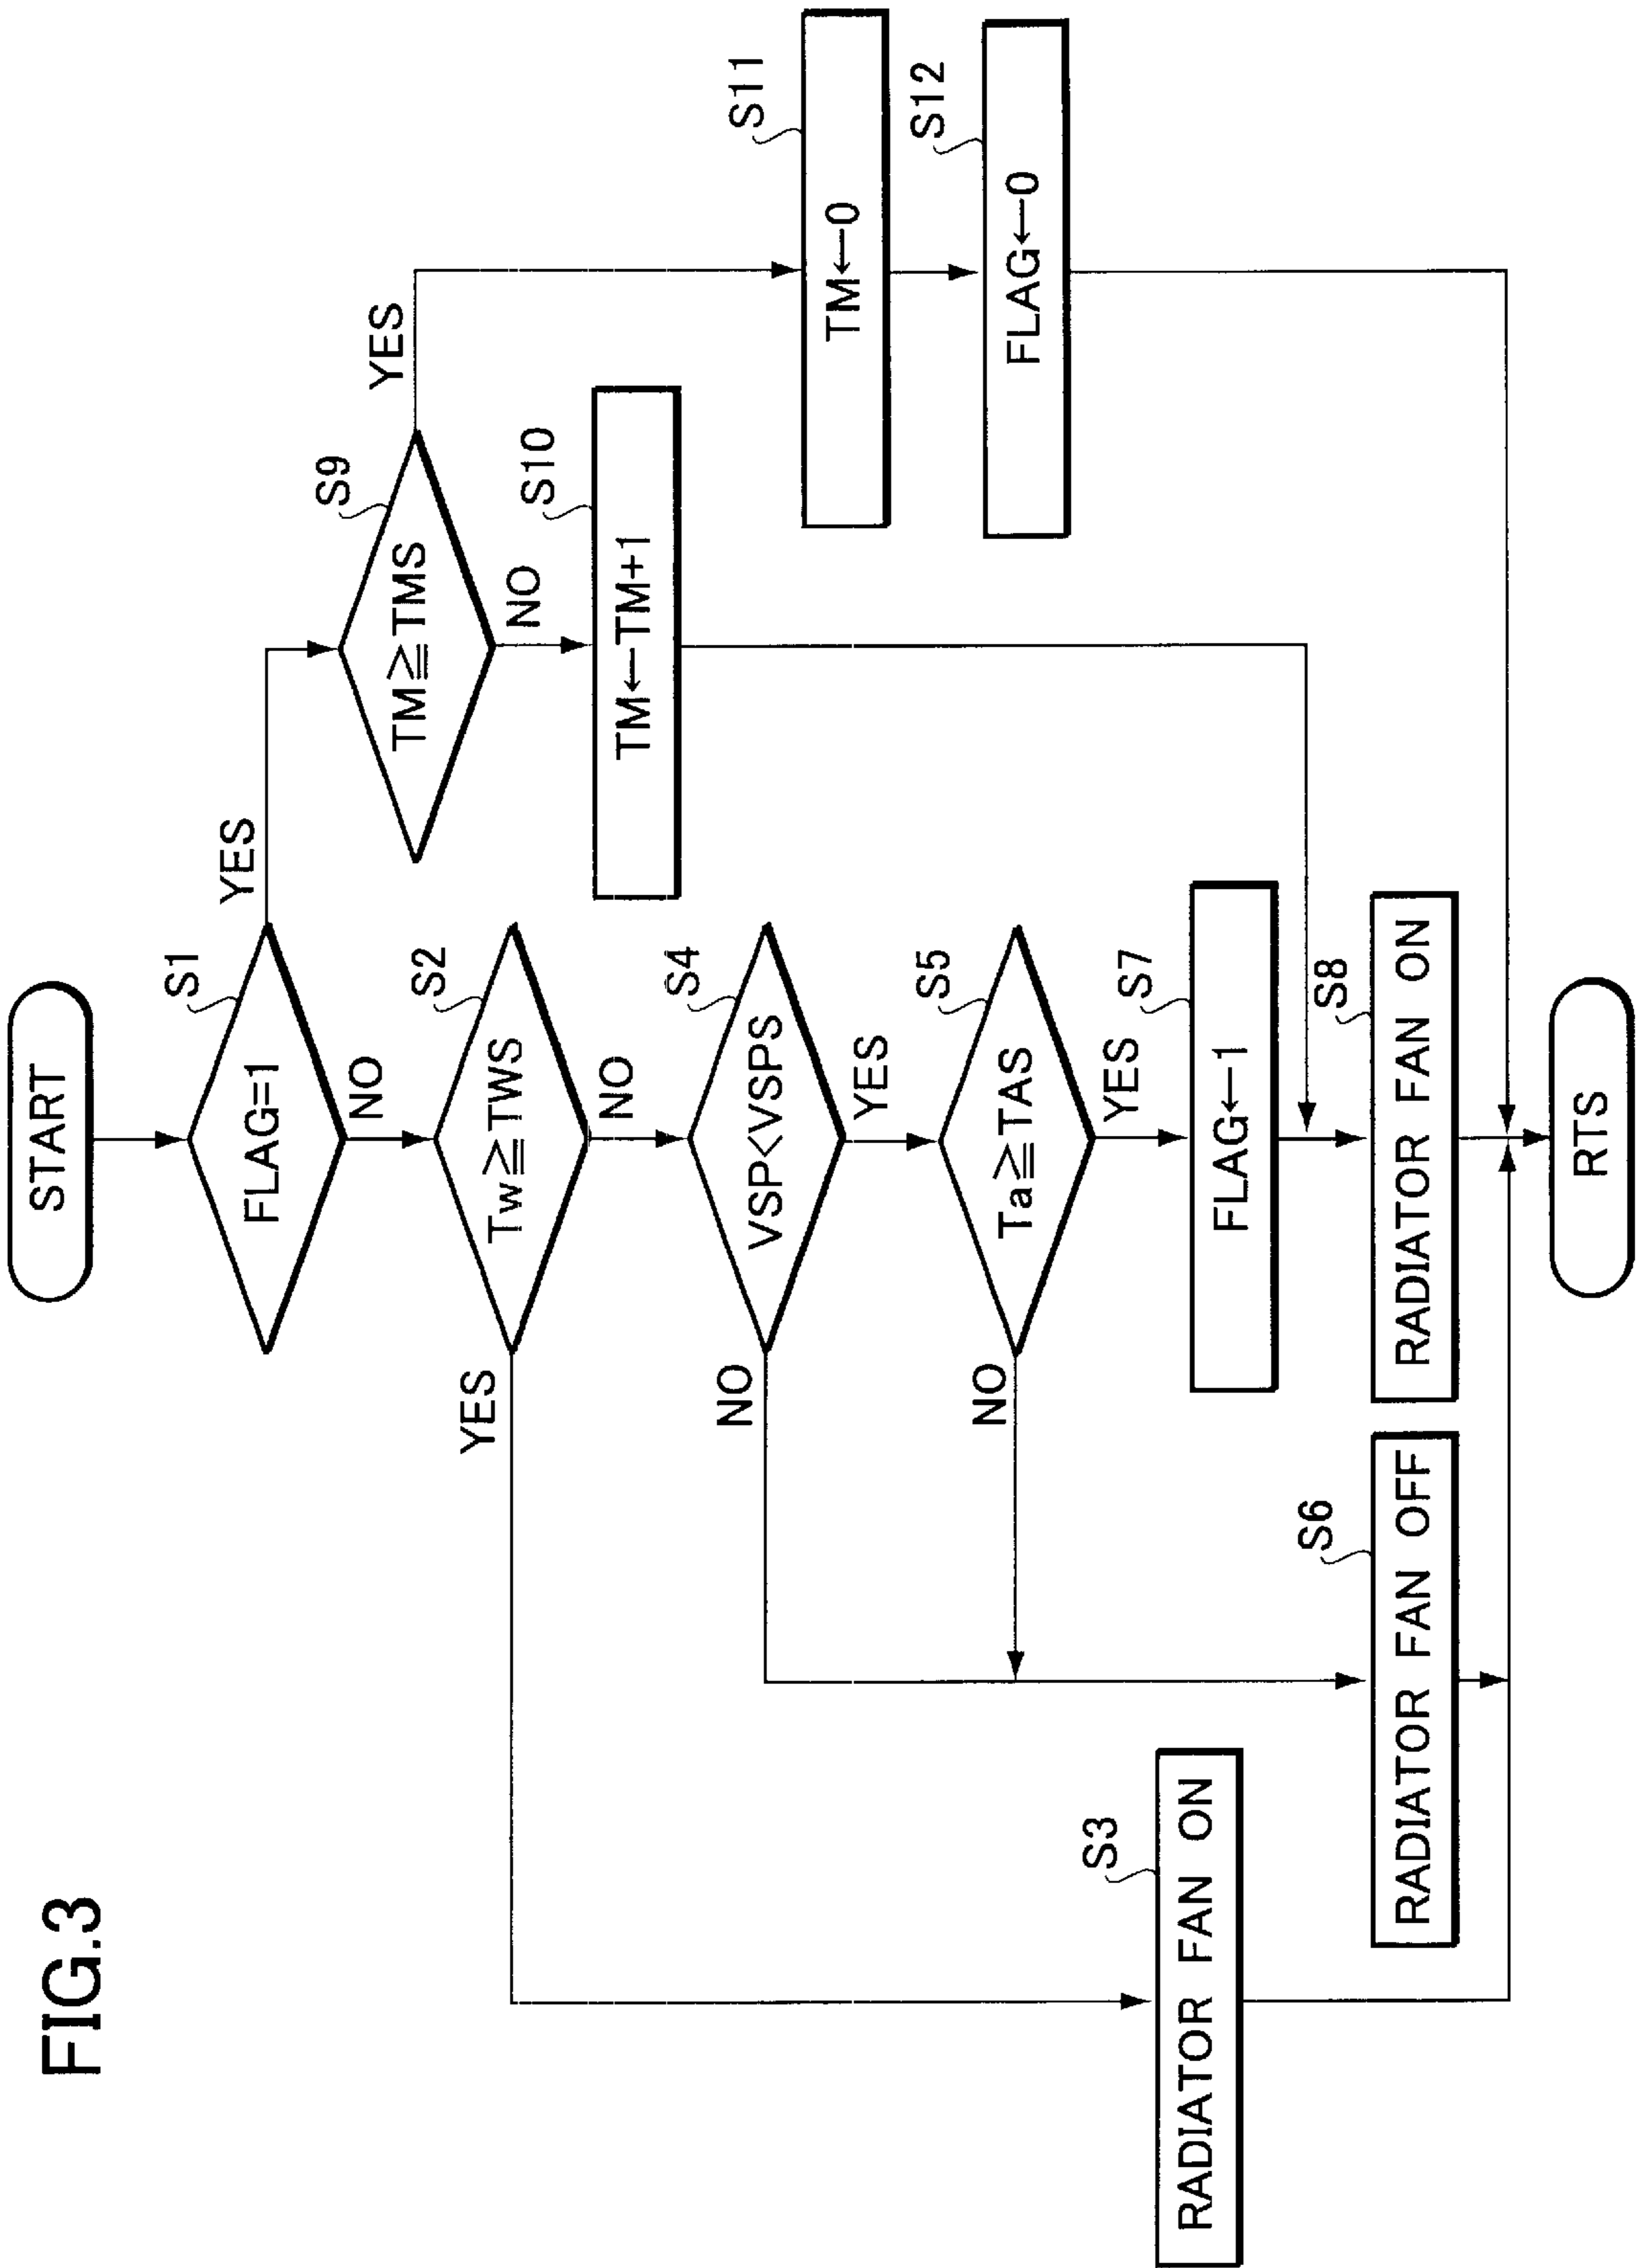 FIG.3
START
S1
FLAG=1
YES
NO
S2
Tw≧TWS
YES
NO
S4
VSP<VSPS
NO
YES
S5
Ta≧TAS
NO
YES
S7
FLAG←1
S8
RADIATOR FAN ON
S3
RADIATOR FAN ON
S6
RADIATOR FAN OFF
S9
TM≧TMS
YES
NO
S10
TM←TM+1
S11
TM←0
S12
FLAG←0
RTS